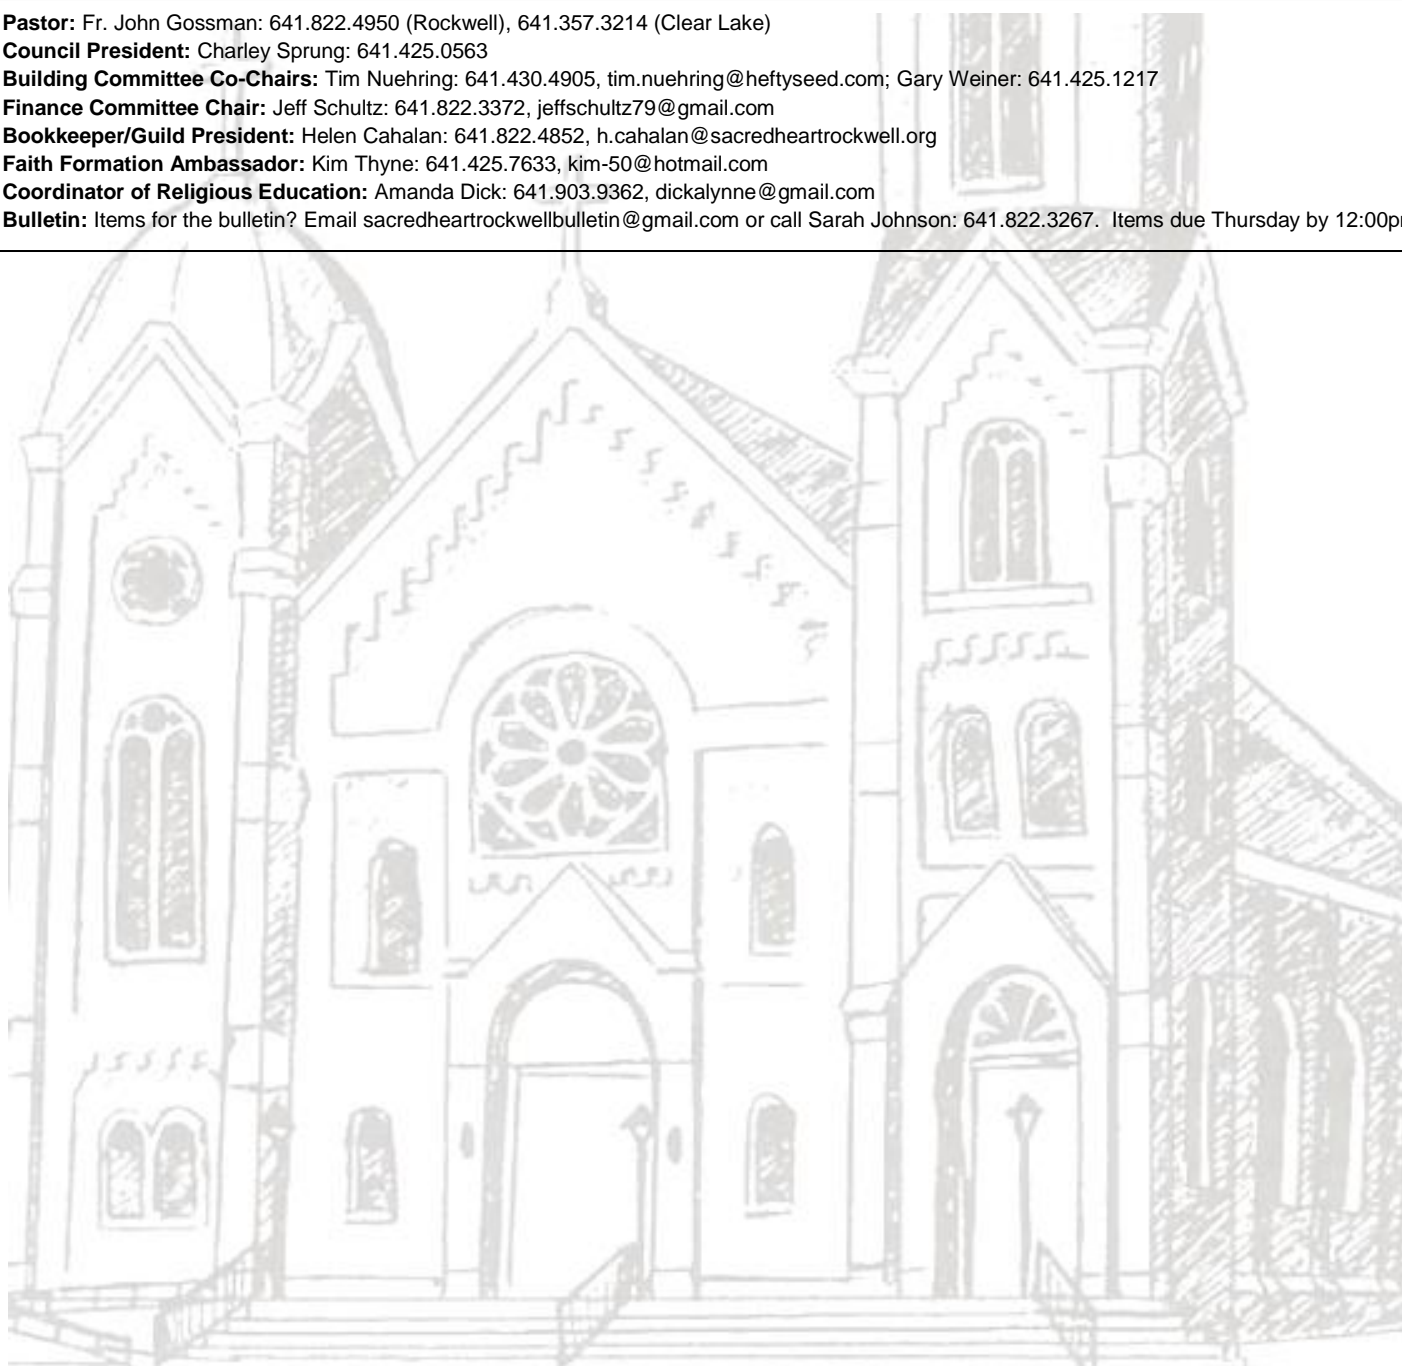 Pastor: Fr. John Gossman: 641.822.4950 (Rockwell), 641.357.3214 (Clear Lake)
Council President: Charley Sprung: 641.425.0563
Building Committee Co-Chairs: Tim Nuehring: 641.430.4905, tim.nuehring@heftyseed.com; Gary Weiner: 641.425.1217
Finance Committee Chair: Jeff Schultz: 641.822.3372, jeffschultz79@gmail.com
Bookkeeper/Guild President: Helen Cahalan: 641.822.4852, h.cahalan@sacredheartrockwell.org
Faith Formation Ambassador: Kim Thyne: 641.425.7633, kim-50@hotmail.com
Coordinator of Religious Education: Amanda Dick: 641.903.9362, dickalynne@gmail.com
Bulletin: Items for the bulletin? Email sacredheartrockwellbulletin@gmail.com or call Sarah Johnson: 641.822.3267. Items due Thursday by 12:00p